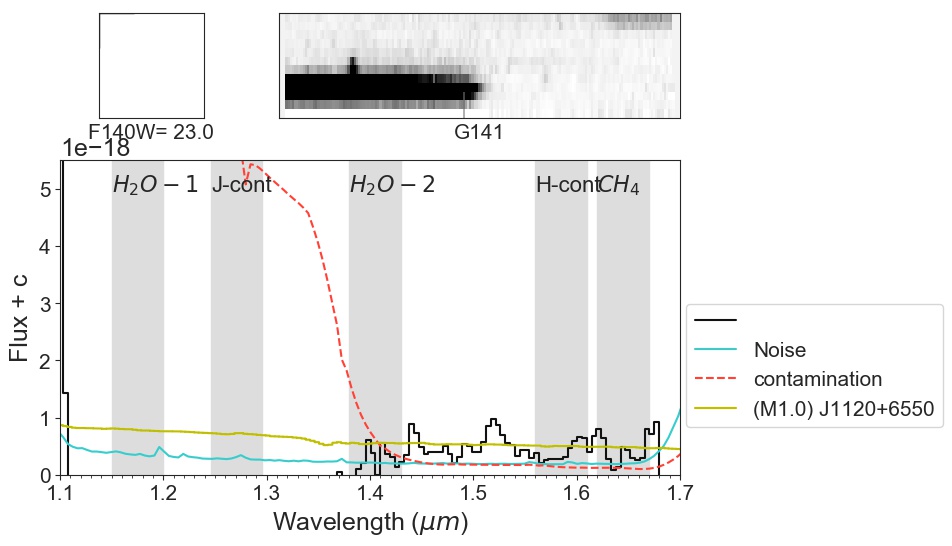 F140W= 23.0
G141
1e−18
H₂O − 1
J-cont
H₂O − 2
H-cont
CH₄
Flux + c
5
4
3
2
1
0
1.1
1.2
1.3
1.4
1.5
1.6
1.7
Wavelength (μm)
Noise
contamination
(M1.0) J1120+6550